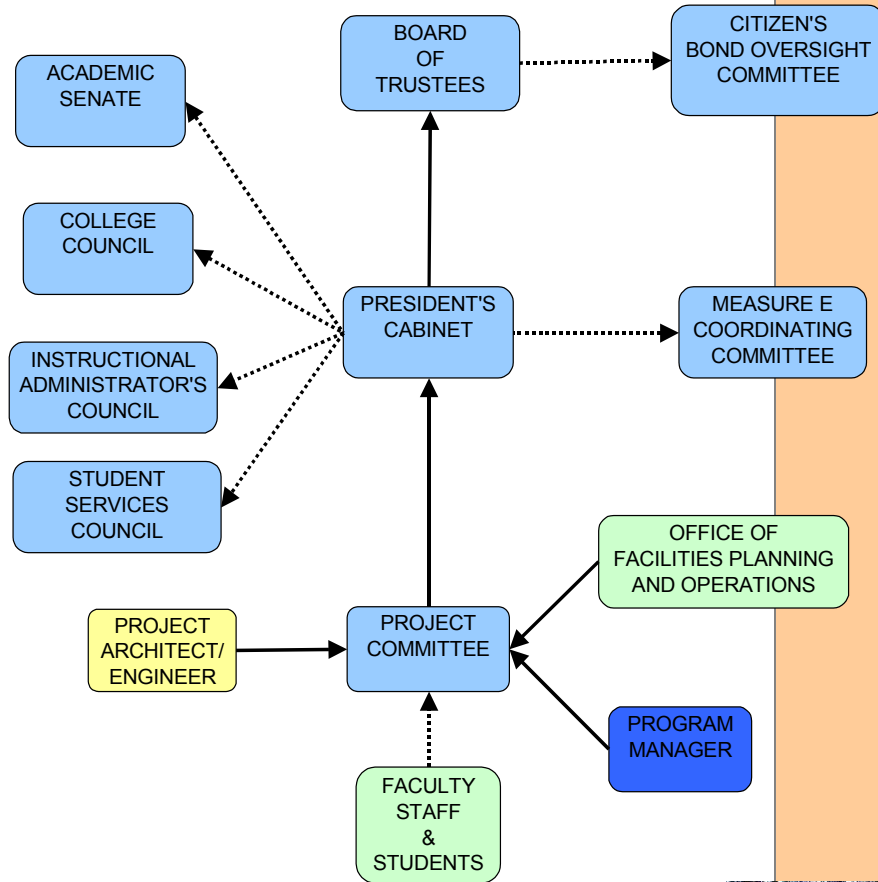 BOARD
OF
TRUSTEES
CITIZEN'S
BOND OVERSIGHT
COMMITTEE
ACADEMIC
SENATE
COLLEGE
COUNCIL
INSTRUCTIONAL
ADMINISTRATOR'S
COUNCIL
STUDENT
SERVICES
COUNCIL
PRESIDENT'S
CABINET
MEASURE E
COORDINATING
COMMITTEE
OFFICE OF
FACILITIES PLANNING
AND OPERATIONS
PROJECT
ARCHITECT/
ENGINEER
PROJECT
COMMITTEE
PROGRAM
MANAGER
FACULTY
STAFF
&
STUDENTS